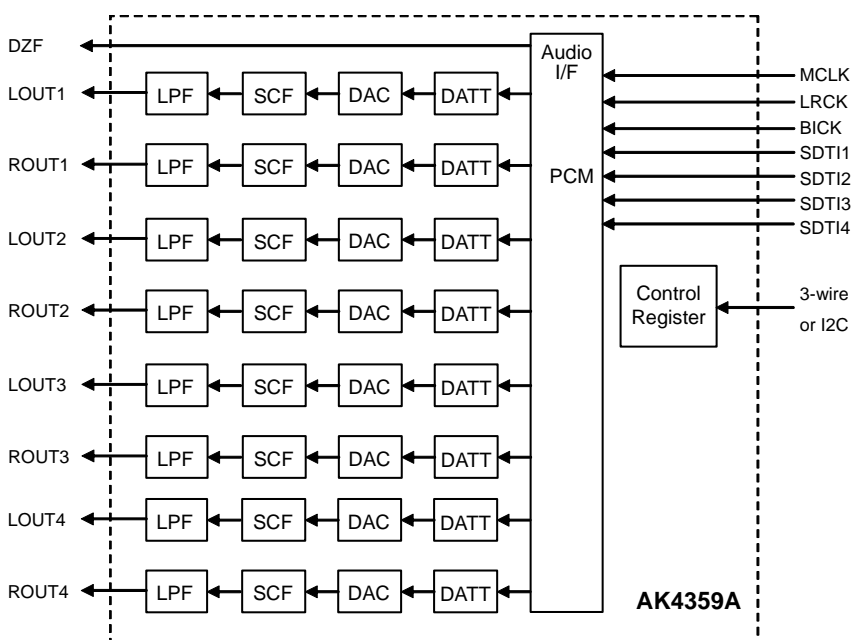 DZF
Audio
I/F
MCLK
LOUT1
LPF
SCF
DAC
DATT
LRCK
BICK
SDTI1
ROUT1
LPF
SCF
DAC
DATT
PCM
SDTI2
SDTI3
SDTI4
LOUT2
LPF
SCF
DAC
DATT
Control
Register
3-wire
or I2C
ROUT2
LPF
SCF
DAC
DATT
LOUT3
LPF
SCF
DAC
DATT
ROUT3
LPF
SCF
DAC
DATT
LOUT4
LPF
SCF
DAC
DATT
ROUT4
LPF
SCF
DAC
DATT
AK4359A